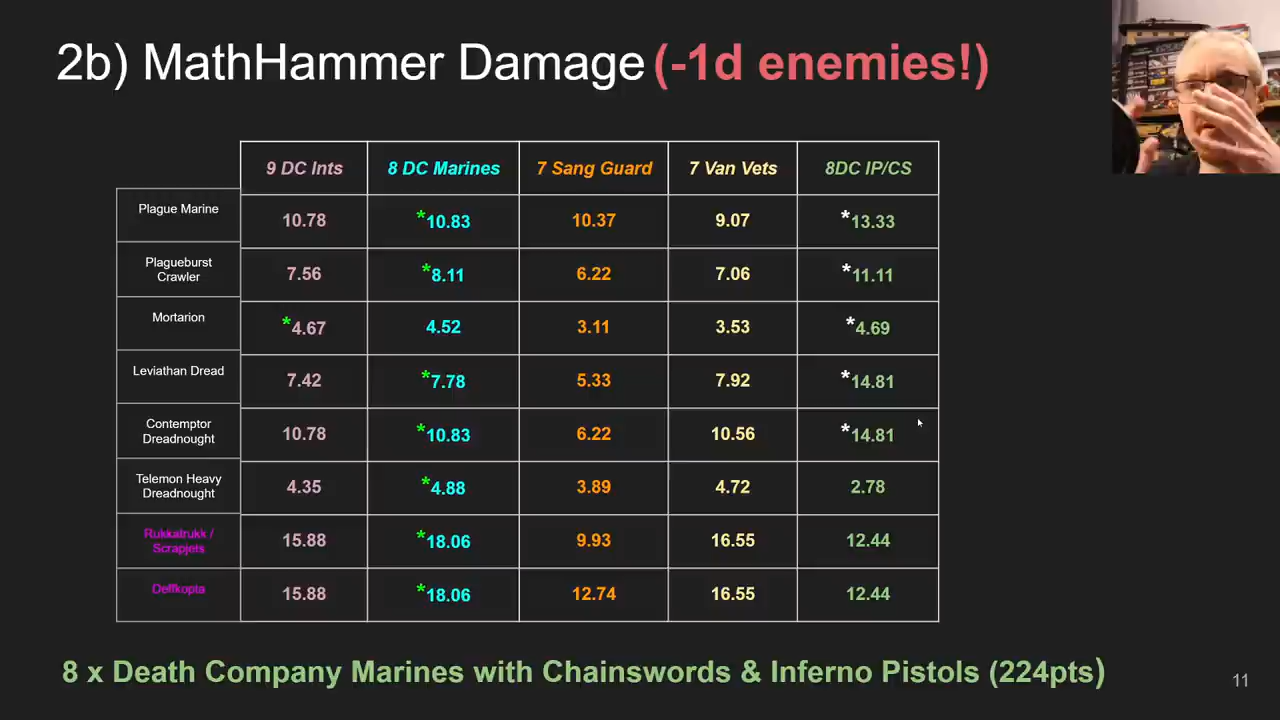 2b) MathHammer Damage (-1d enemies!)
9 DC Ints 8 DC Marines 7 Sang Guard 7 Van Vets 8DC IP/CS
Plague Marine 10.78 *10.83 10.37 9.07 *13.33
Plagueburst
Crawler 7.56 *8.11 6.22 7.06 *11.11
Mortarion *4.67 4.52 3.11 3.53 *4.69
Leviathan Dread 7.42 *7.78 5.33 7.92 *14.81
Contemptor
Dreadnought 10.78 *10.83 6.22 10.56 *14.81
Telemon Heavy
Dreadnought 4.35 *4.88 3.89 4.72 2.78
Rukkatrukk /
Scrapjets 15.88 *18.06 9.93 16.55 12.44
Deffkopta 15.88 *18.06 12.74 16.55 12.44
8 x Death Company Marines with Chainswords & Inferno Pistols (224pts)
11